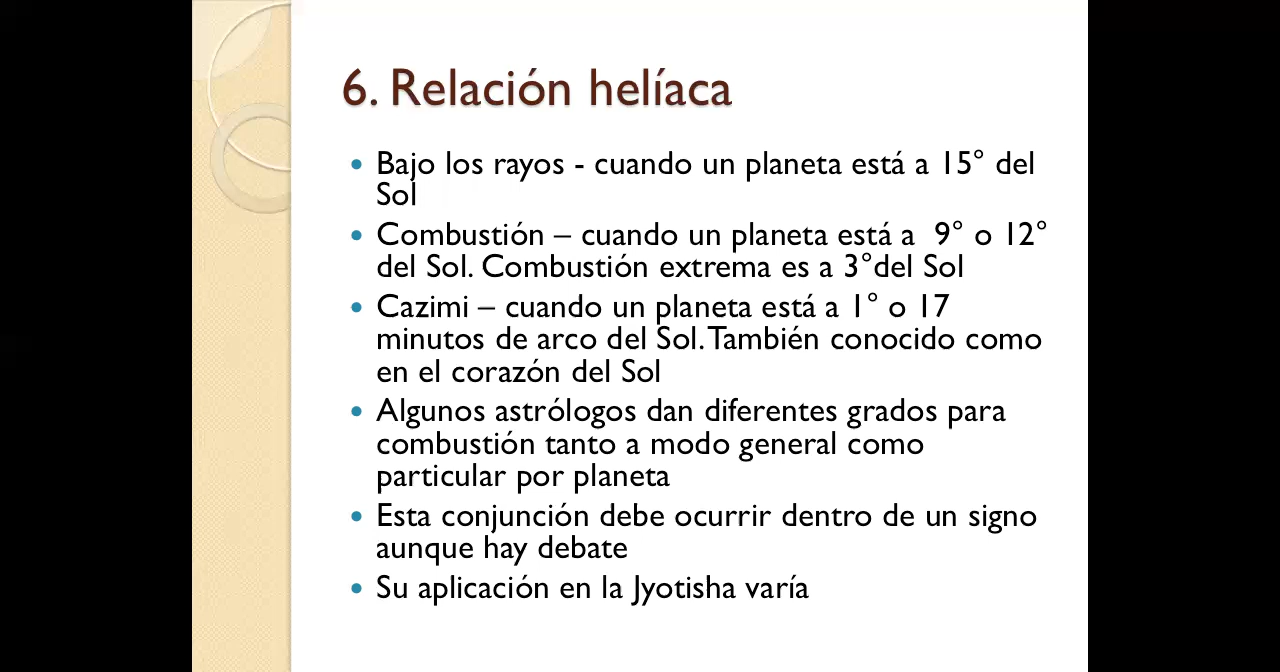 6. Relación helíaca
• Bajo los rayos - cuando un planeta está a 15° del
Sol
• Combustión – cuando un planeta está a  9° o 12°
del Sol. Combustión extrema es a 3°del Sol
• Cazimi – cuando un planeta está a 1° o 17
minutos de arco del Sol. También conocido como
en el corazón del Sol
• Algunos astrólogos dan diferentes grados para
combustión tanto a modo general como
particular por planeta
• Esta conjunción debe ocurrir dentro de un signo
aunque hay debate
• Su aplicación en la Jyotisha varía